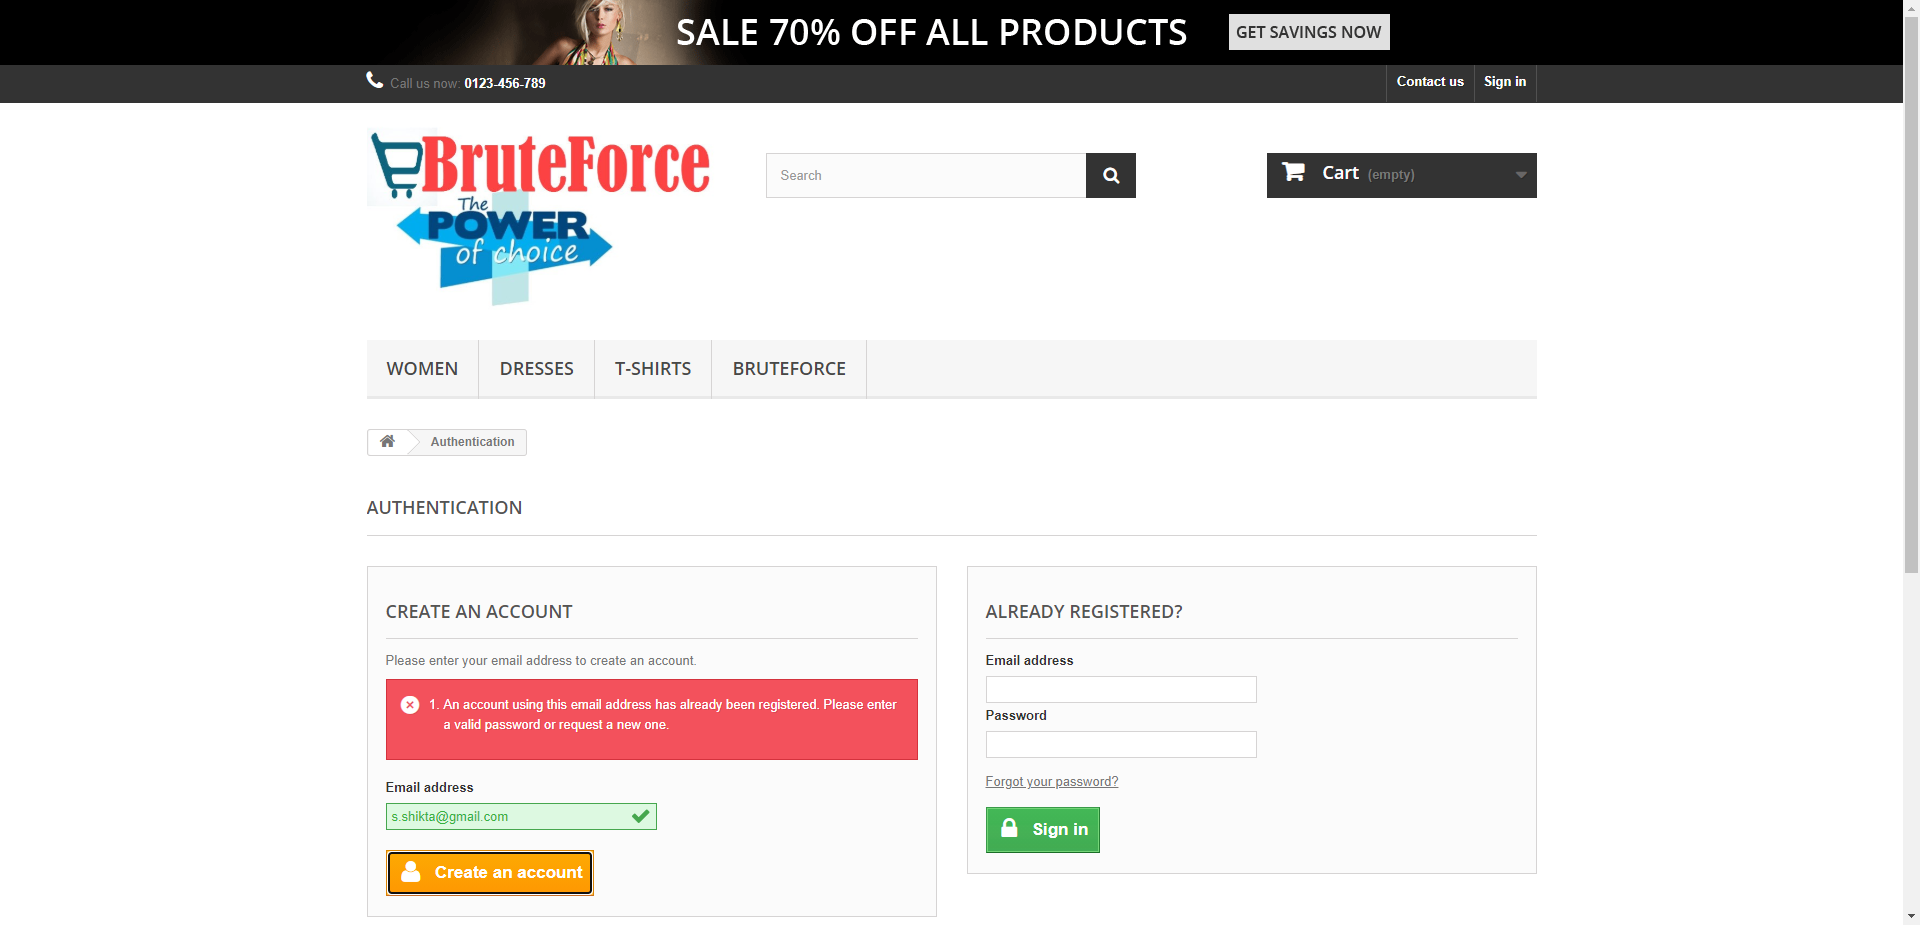 SALE 70% OFF ALL PRODUCTS
GET SAVINGS NOW
Call us now: 0123-456-789
Contact us
Sign in
BruteForce
The
POWER
of choice
Search
Cart (empty)
WOMEN
DRESSES
T-SHIRTS
BRUTEFORCE
Authentication
AUTHENTICATION
CREATE AN ACCOUNT
Please enter your email address to create an account.
1. An account using this email address has already been registered. Please enter
a valid password or request a new one.
Email address
s.shikta@gmail.com
Create an account
ALREADY REGISTERED?
Email address
Password
Forgot your password?
Sign in